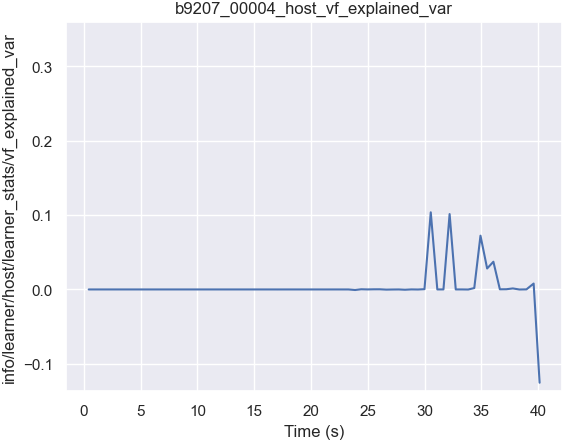 b9207_00004_host_vf_explained_var
info/learner/host/learner_stats/vf_explained_var
0.3
0.2
0.1
0.0
−0.1
0 5 10 15 20 25 30 35 40
Time (s)